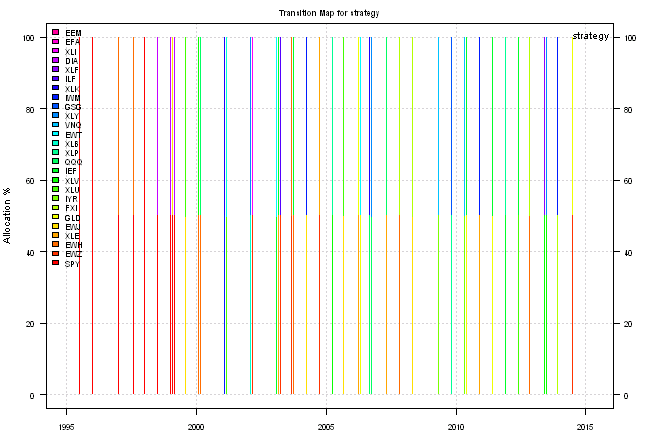 Transition Map for strategy
strategy
Allocation %
100
80
60
40
20
0
100
80
60
40
20
0
EEM
EFA
XLI
DIA
XLF
ILF
XLK
IWM
GSG
XLY
VNQ
EWT
XLB
XLP
QQQ
IEF
XLV
XLU
IYR
FXI
GLD
EWJ
XLE
EWH
EWZ
SPY
1995
2000
2005
2010
2015